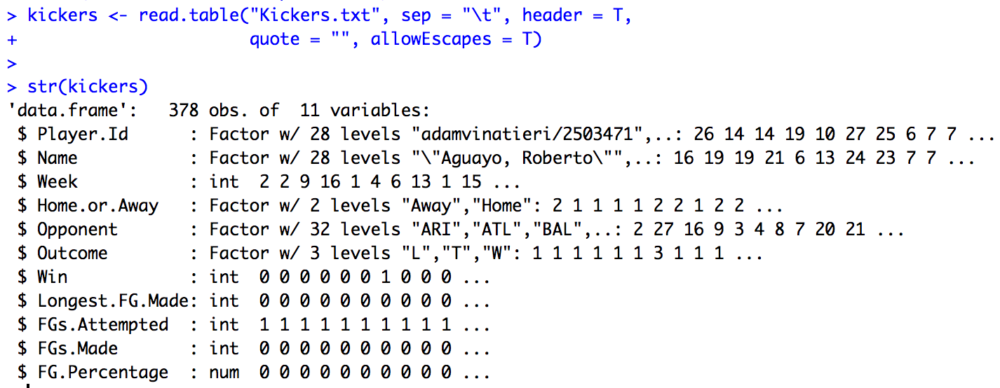 > kickers <- read.table("Kickers.txt", sep = "\t", header = T,
+                      quote = "", allowEscapes = T)
>
> str(kickers)
'data.frame':   378 obs. of  11 variables:
 $ Player.Id      : Factor w/ 28 levels "adamvinatieri/2503471",..: 26 14 14 19 10 27 25 6 7 7 ...
 $ Name           : Factor w/ 28 levels "\"Aguayo, Roberto\"",..: 16 19 19 21 6 13 24 23 7 7 ...
 $ Week           : int  2 2 9 16 1 4 6 13 1 15 ...
 $ Home.or.Away   : Factor w/ 2 levels "Away","Home": 2 1 1 1 1 2 2 1 2 2 ...
 $ Opponent       : Factor w/ 32 levels "ARI","ATL","BAL",..: 2 27 16 9 3 4 8 7 20 21 ...
 $ Outcome        : Factor w/ 3 levels "L","T","W": 1 1 1 1 1 1 3 1 1 1 ...
 $ Win            : int  0 0 0 0 0 0 1 0 0 0 ...
 $ Longest.FG.Made: int  0 0 0 0 0 0 0 0 0 0 ...
 $ FGs.Attempted  : int  1 1 1 1 1 1 1 1 1 1 ...
 $ FGs.Made       : int  0 0 0 0 0 0 0 0 0 0 ...
 $ FG.Percentage  : num  0 0 0 0 0 0 0 0 0 0 ...